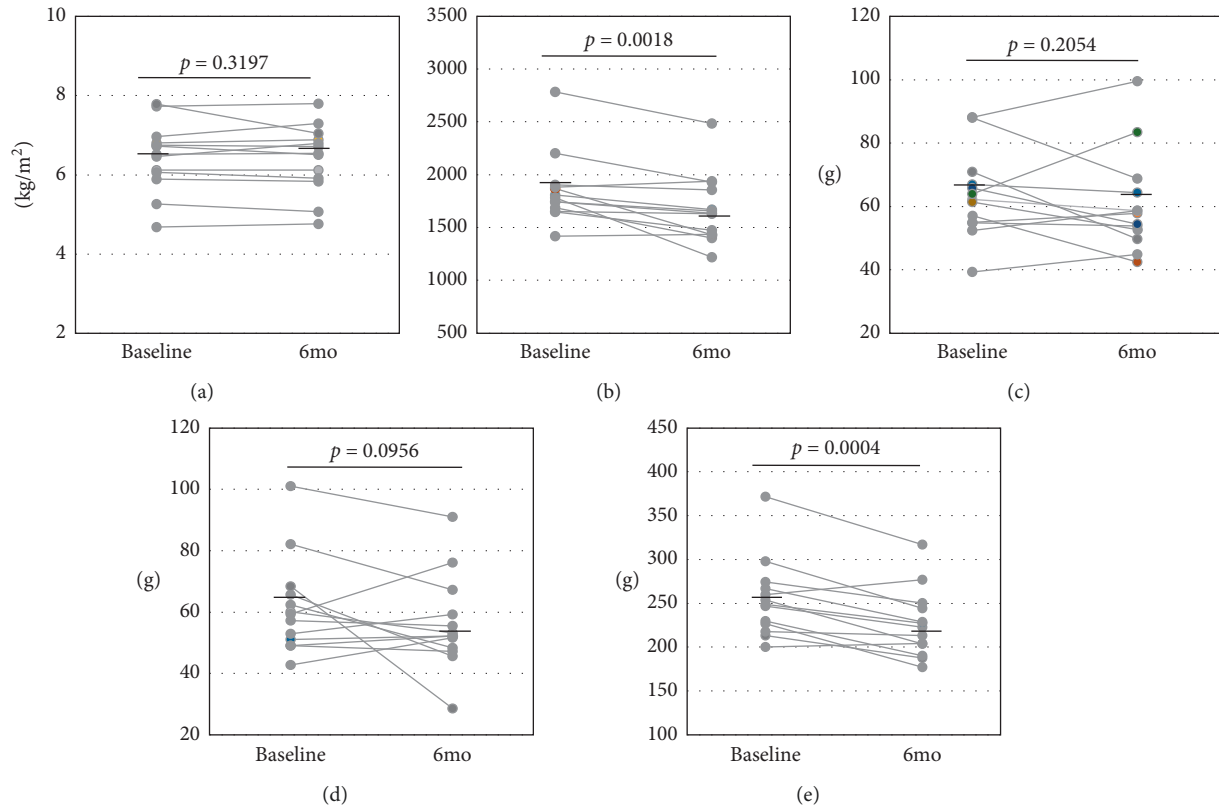 10
8
6
4
2
(kg/m²)
p = 0.3197
Baseline 6mo
(a)
3500
3000
2500
2000
1500
1000
500
p = 0.0018
Baseline 6mo
(b)
120
100
80
60
40
20
(g)
p = 0.2054
Baseline 6mo
(c)
120
100
80
60
40
20
(g)
p = 0.0956
Baseline 6mo
(d)
450
400
350
300
250
200
150
100
(g)
p = 0.0004
Baseline 6mo
(e)